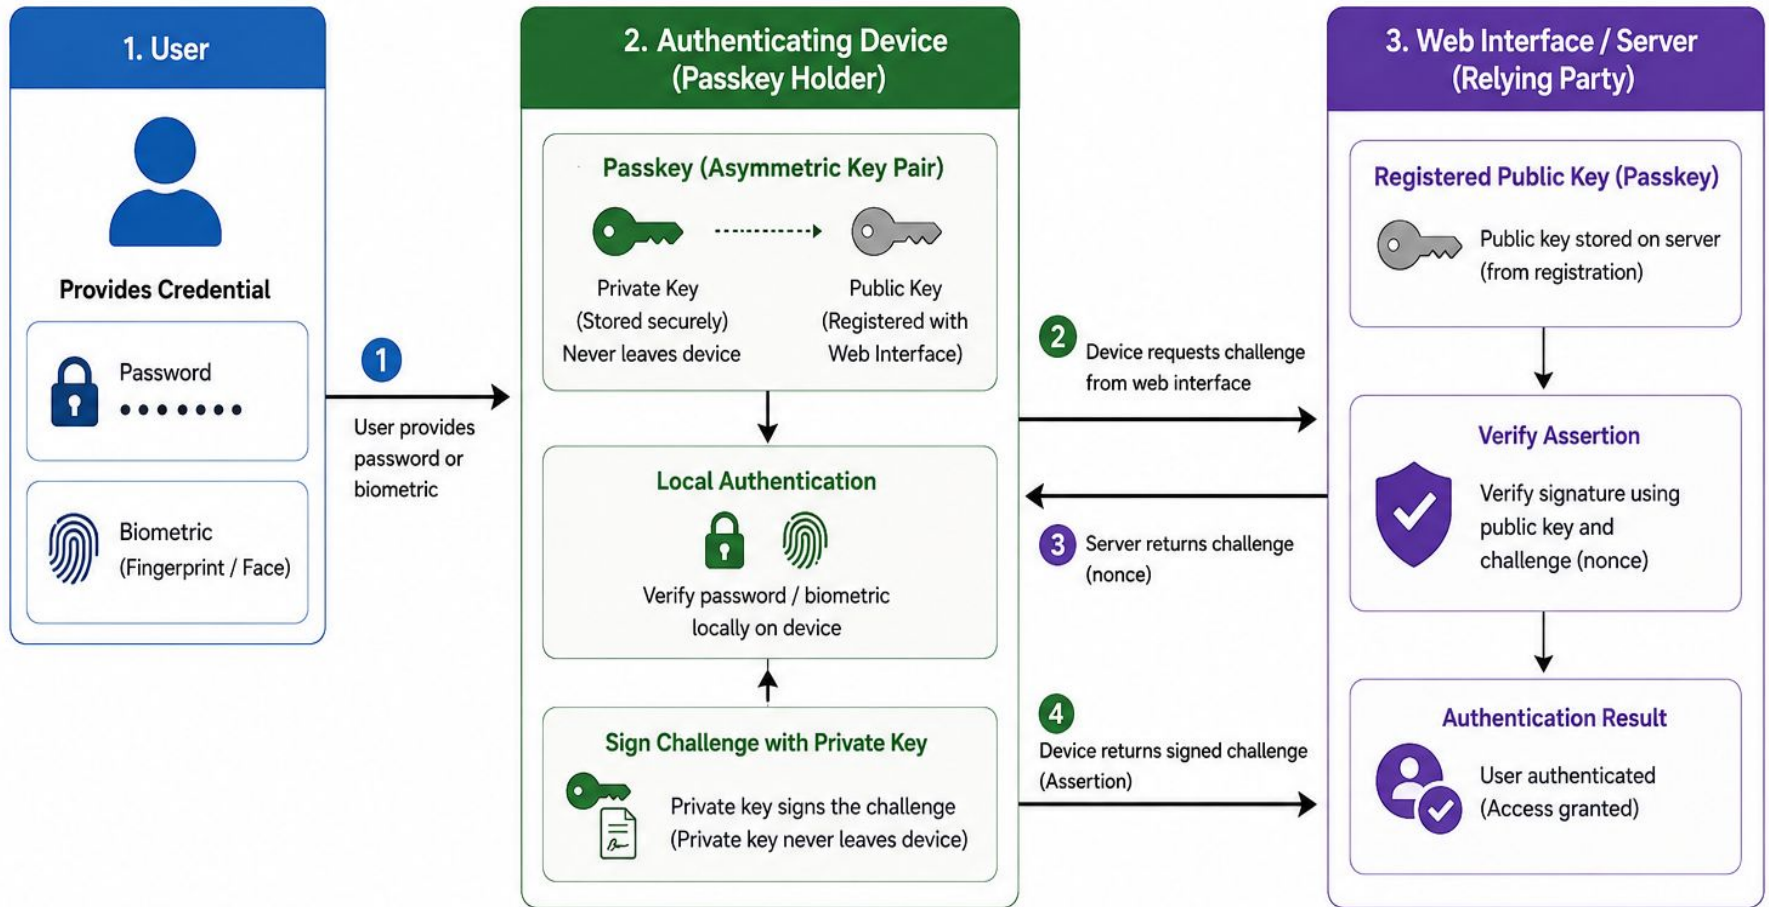 1. User
Provides Credential
Password
Biometric
(Fingerprint / Face)
1
User provides
password or
biometric
2. Authenticating Device
(Passkey Holder)
Passkey (Asymmetric Key Pair)
Private Key
(Stored securely)
Never leaves device
Public Key
(Registered with
Web Interface)
Local Authentication
Verify password / biometric
locally on device
Sign Challenge with Private Key
Private key signs the challenge
(Private key never leaves device)
2
Device requests challenge
from web interface
3
Server returns challenge
(nonce)
4
Device returns signed challenge
(Assertion)
3. Web Interface / Server
(Relying Party)
Registered Public Key (Passkey)
Public key stored on server
(from registration)
Verify Assertion
Verify signature using
public key and
challenge (nonce)
Authentication Result
User authenticated
(Access granted)